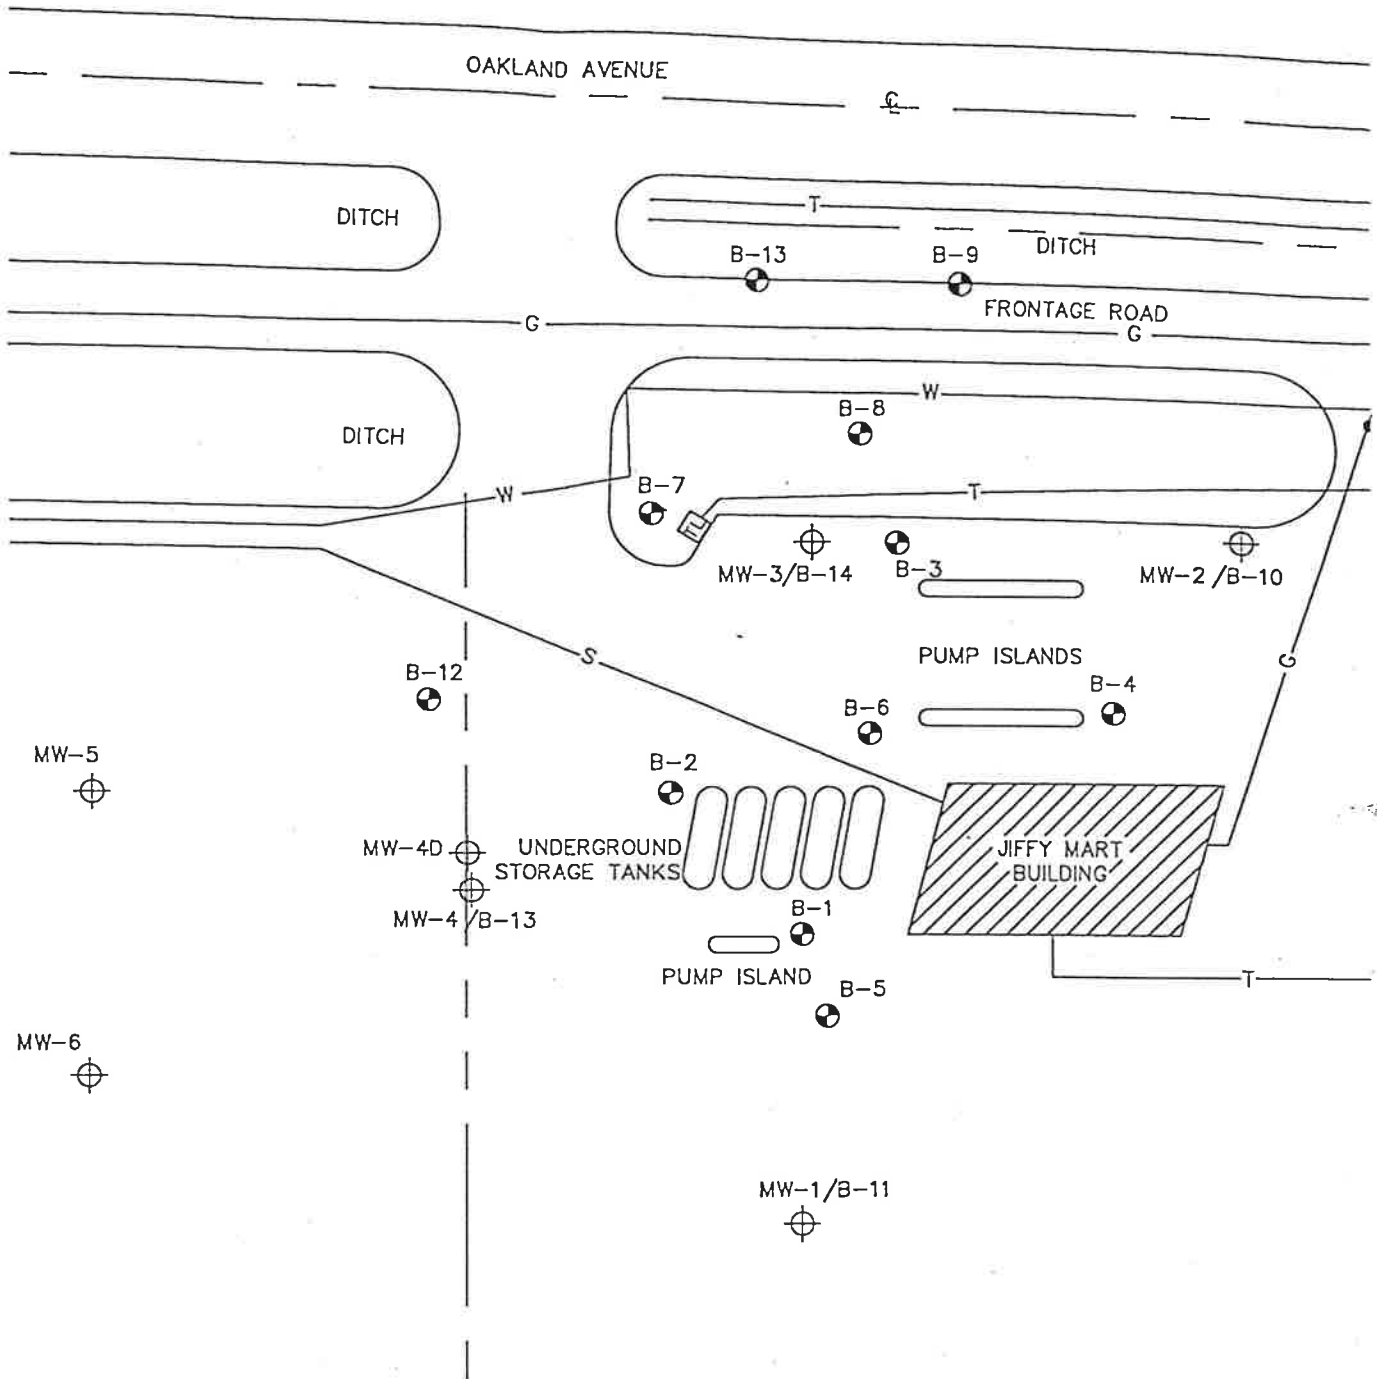 OAKLAND AVENUE
℄
DITCH
T
DITCH
B-13
B-9
FRONTAGE ROAD
G
G
W
B-8
DITCH
W
B-7
T
MW-3/B-14
B-3
MW-2 /B-10
S
PUMP ISLANDS
G
B-12
B-4
B-6
MW-5
B-2
MW-4D
UNDERGROUND
STORAGE TANKS
JIFFY MART
BUILDING
MW-4 /B-13
B-1
PUMP ISLAND
T
B-5
MW-6
MW-1/B-11